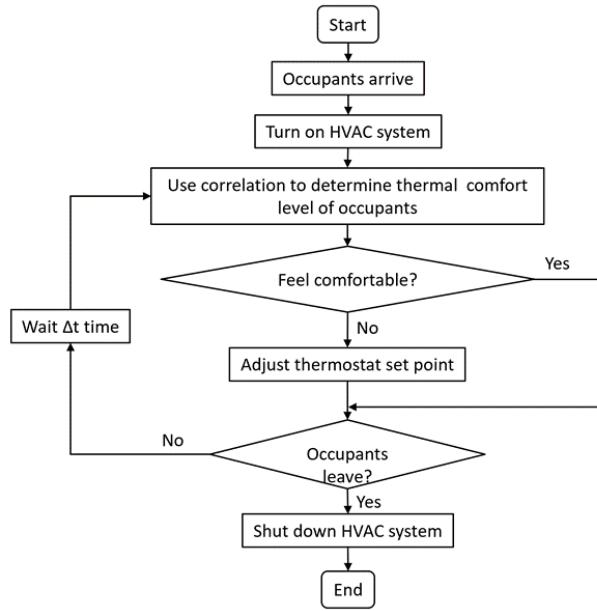 Start
Occupants arrive
Turn on HVAC system
Use correlation to determine thermal comfort
level of occupants
Feel comfortable?
Yes
No
Wait Δt time
Adjust thermostat set point
No
Occupants
leave?
Yes
Shut down HVAC system
End